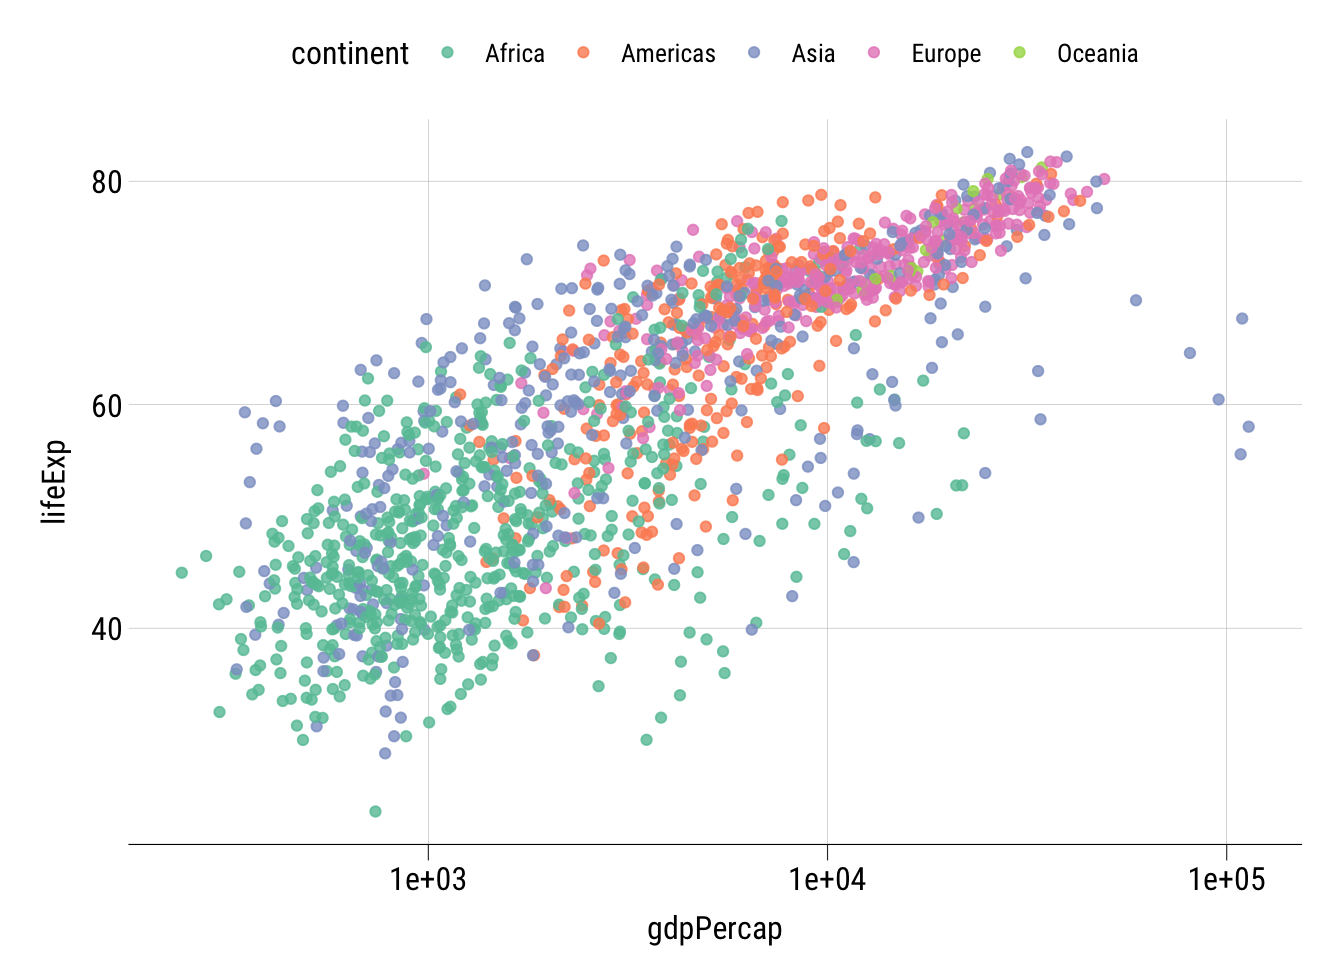 continent Africa Americas Asia Europe Oceania
80
60
40
lifeExp
1e+03 1e+04 1e+05
gdpPercap